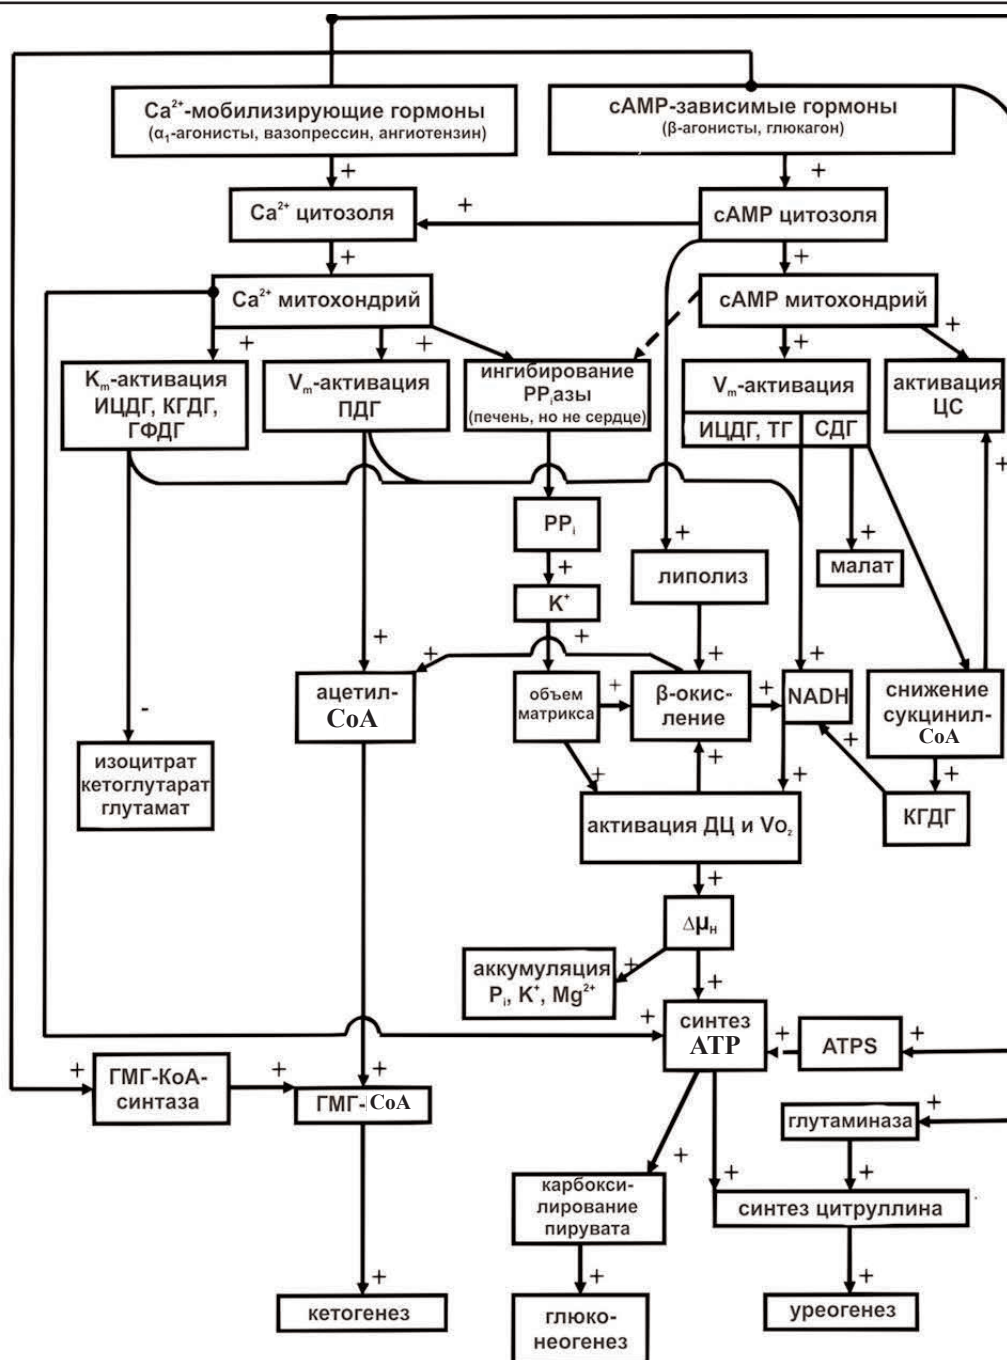 Ca²⁺-мобилизирующие гормоны
(α₁-агонисты, вазопрессин, ангиотензин)
cAMP-зависимые гормоны
(β-агонисты, глюкагон)
+
+
Ca²⁺ цитозоля
+
cAMP цитозоля
+
+
Ca²⁺ митохондрий
cAMP митохондрий
+
+
+
+
Kₘ-активация
ИЦДГ, КГДГ,
ГФДГ
Vₘ-активация
ПДГ
ингибирование
PPᵢазы
(печень, но не сердце)
Vₘ-активация
ИЦДГ, ТГ
СДГ
активация
ЦС
+
PPᵢ
+
+
+
липолиз
малат
K⁺
+
+
+
+
+
ацетил-
CoA
объем
матрикса
+
β-окис-
ление
+
NADH
снижение
сукцинил-
CoA
-
изоцитрат
кетоглутарат
глутамат
+
+
+
+
+
активация ДЦ и Vo₂
КГДГ
+
Δμн
аккумуляция
Pᵢ, K⁺, Mg²⁺
+
+
+
синтез
ATP
+
ATPS
+
+
ГМГ-КоА-
синтаза
+
+
ГМГ-CoA
глутаминаза
+
+
+
+
карбокси-
лирование
пирувата
синтез цитруллина
+
+
+
кетогенез
глюко-
неогенез
уреогенез